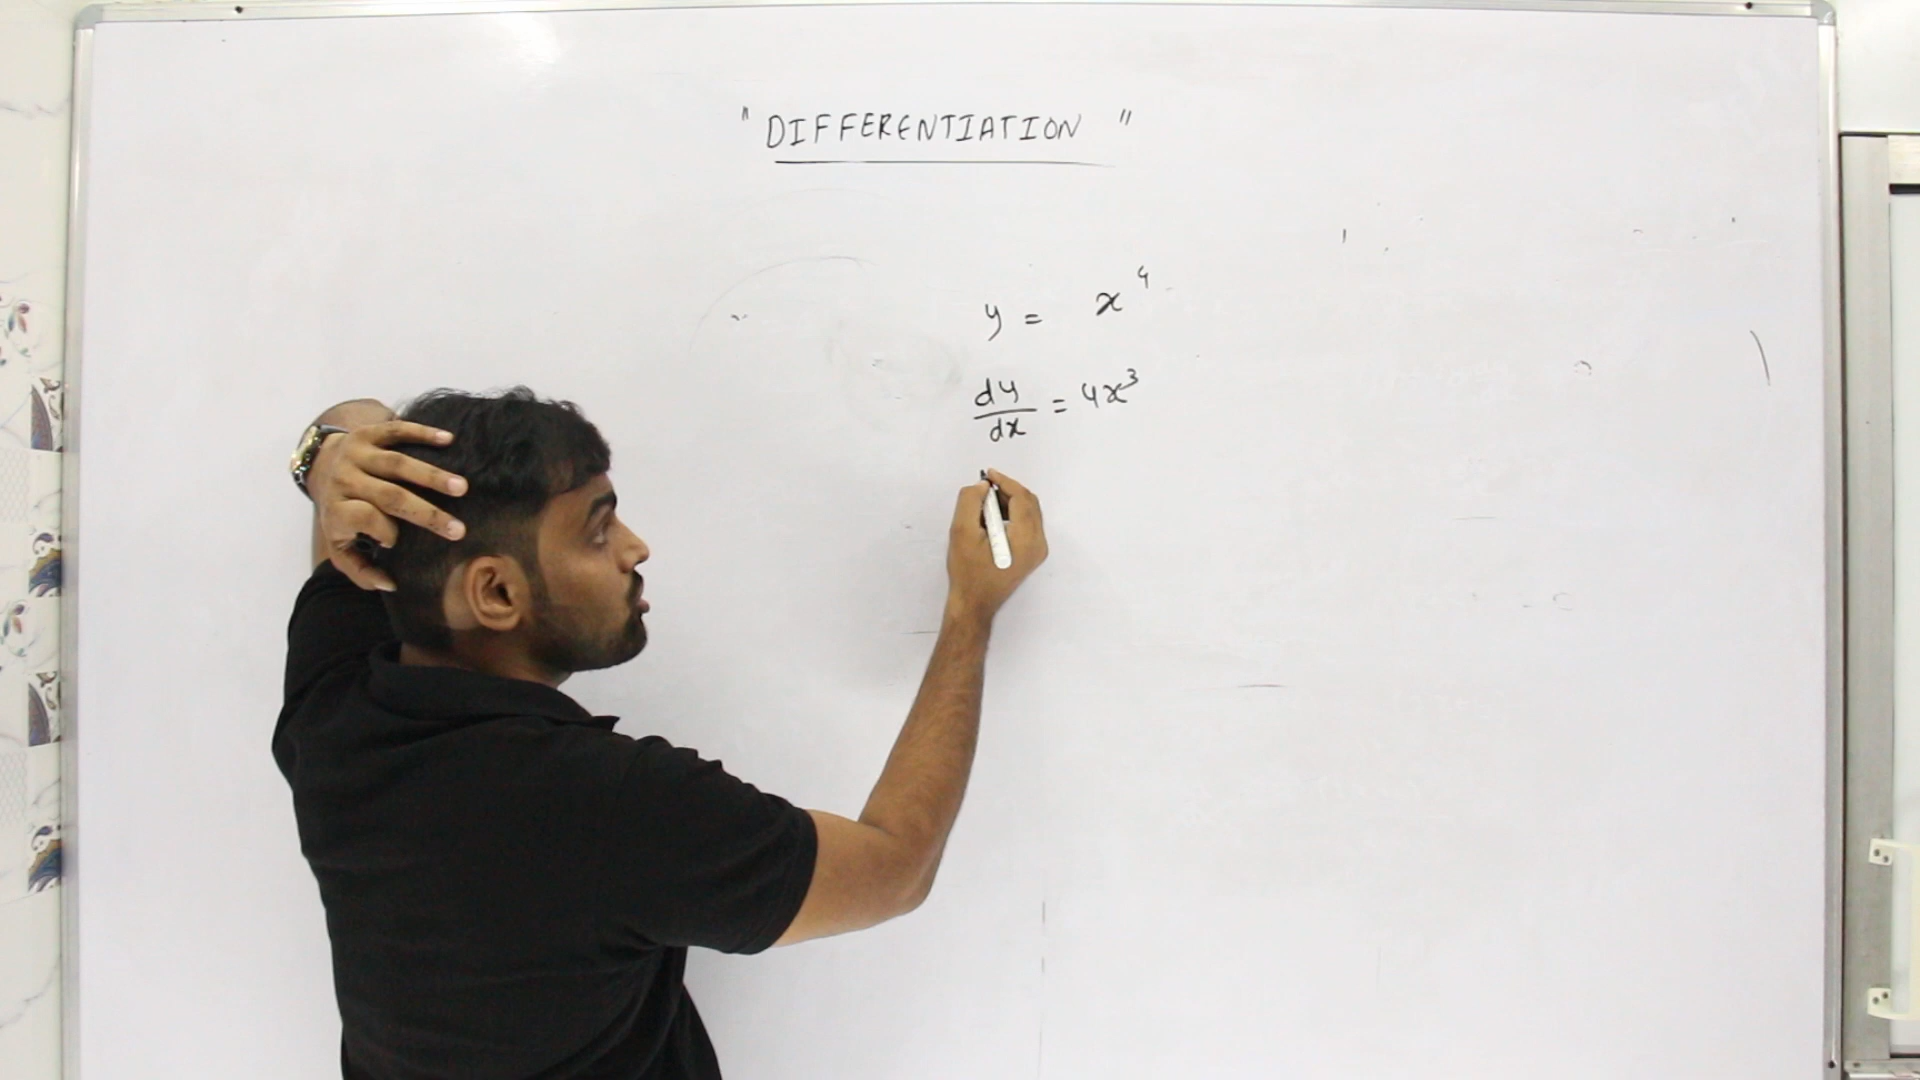 "DIFFERENTIATION"
y = x⁴
dy/dx = 4x³